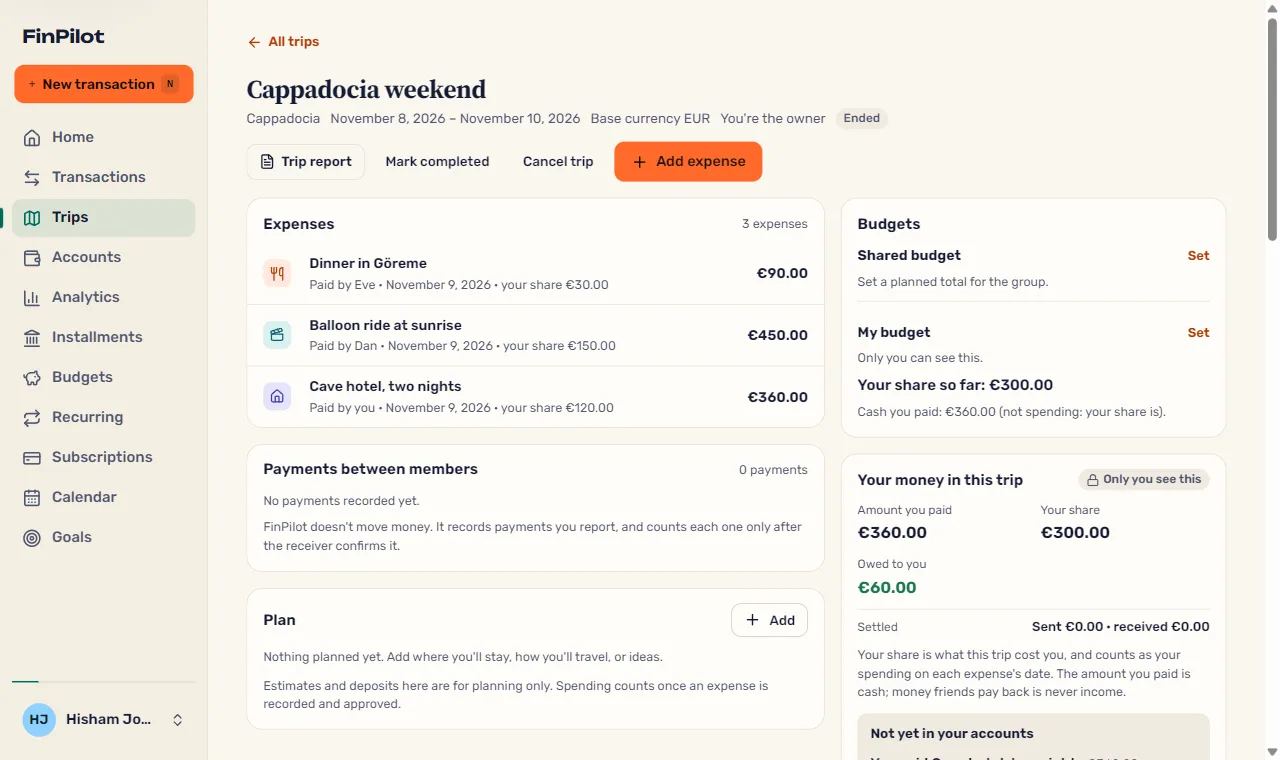 FinPilot
+ New transaction N
Home
Transactions
Trips
Accounts
Analytics
Installments
Budgets
Recurring
Subscriptions
Calendar
Goals
HJ Hisham Jo...
← All trips
Cappadocia weekend
Cappadocia November 8, 2026 – November 10, 2026 Base currency EUR You're the owner Ended
Trip report Mark completed Cancel trip + Add expense
Expenses 3 expenses
Dinner in Göreme
Paid by Eve • November 9, 2026 • your share €30.00
€90.00
Balloon ride at sunrise
Paid by Dan • November 9, 2026 • your share €150.00
€450.00
Cave hotel, two nights
Paid by you • November 9, 2026 • your share €120.00
€360.00
Payments between members 0 payments
No payments recorded yet.
FinPilot doesn't move money. It records payments you report, and counts each one only after
the receiver confirms it.
Plan + Add
Nothing planned yet. Add where you'll stay, how you'll travel, or ideas.
Estimates and deposits here are for planning only. Spending counts once an expense is
recorded and approved.
Budgets
Shared budget Set
Set a planned total for the group.
My budget Set
Only you can see this.
Your share so far: €300.00
Cash you paid: €360.00 (not spending: your share is).
Your money in this trip Only you see this
Amount you paid Your share
€360.00 €300.00
Owed to you
€60.00
Settled Sent €0.00 • received €0.00
Your share is what this trip cost you, and counts as your
spending on each expense's date. The amount you paid is
cash; money friends pay back is never income.
Not yet in your accounts